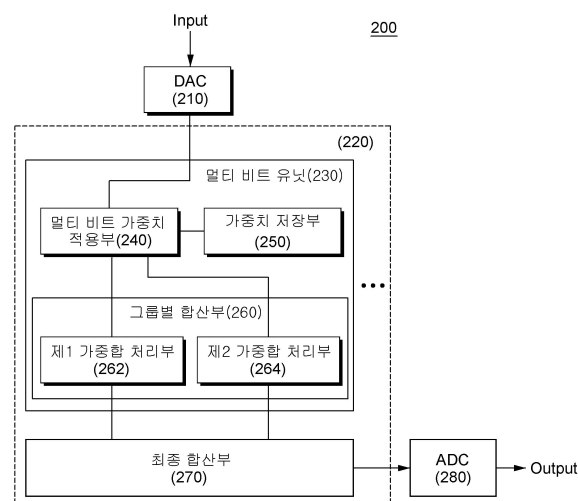 Input
200
DAC
(210)
(220)
멀티 비트 유닛(230)
멀티 비트 가중치
적용부(240)
가중치 저장부
(250)
그룹별 합산부(260)
제1 가중합 처리부
(262)
제2 가중합 처리부
(264)
최종 합산부
(270)
ADC
(280)
Output